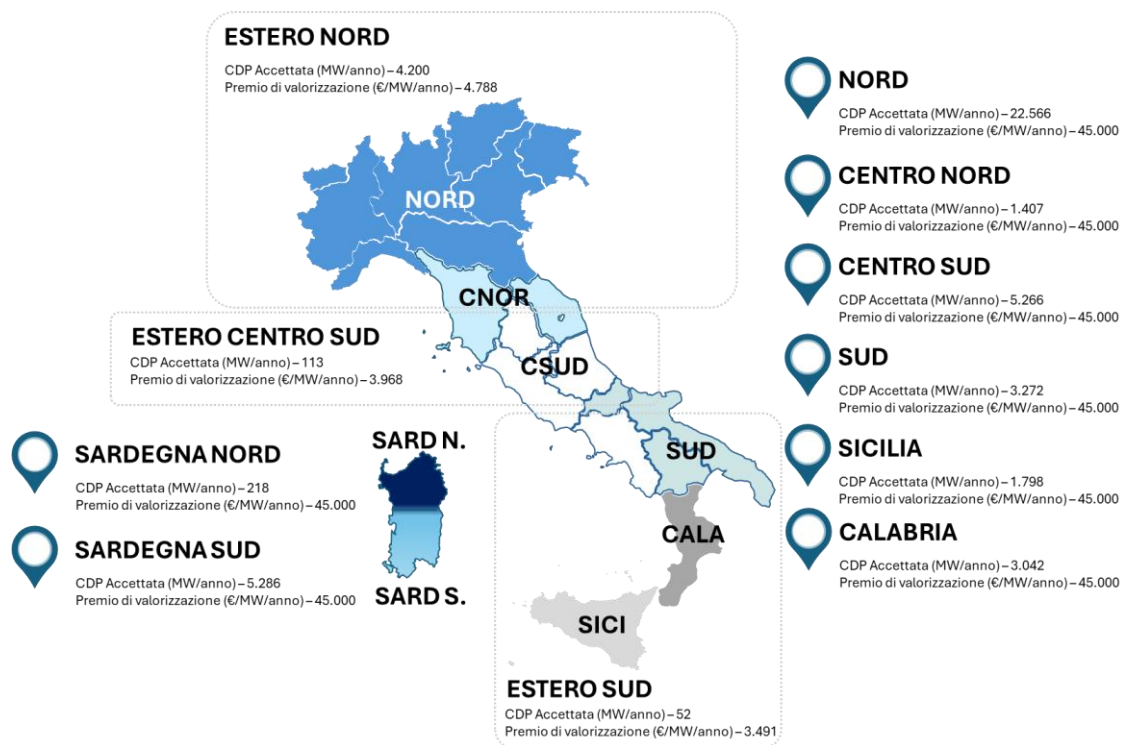 ESTERO NORD
CDP Accettata (MW/anno) – 4.200
Premio di valorizzazione (€/MW/anno) – 4.788
NORD
CNOR
ESTERO CENTRO SUD
CDP Accettata (MW/anno) – 113
Premio di valorizzazione (€/MW/anno) – 3.968
CSUD
SUD
CALA
SICI
ESTERO SUD
CDP Accettata (MW/anno) – 52
Premio di valorizzazione (€/MW/anno) – 3.491
SARDEGNA NORD
CDP Accettata (MW/anno) – 218
Premio di valorizzazione (€/MW/anno) – 45.000
SARDEGNA SUD
CDP Accettata (MW/anno) – 5.286
Premio di valorizzazione (€/MW/anno) – 45.000
SARD N.
SARD S.
NORD
CDP Accettata (MW/anno) – 22.566
Premio di valorizzazione (€/MW/anno) – 45.000
CENTRO NORD
CDP Accettata (MW/anno) – 1.407
Premio di valorizzazione (€/MW/anno) – 45.000
CENTRO SUD
CDP Accettata (MW/anno) – 5.266
Premio di valorizzazione (€/MW/anno) – 45.000
SUD
CDP Accettata (MW/anno) – 3.272
Premio di valorizzazione (€/MW/anno) – 45.000
SICILIA
CDP Accettata (MW/anno) – 1.798
Premio di valorizzazione (€/MW/anno) – 45.000
CALABRIA
CDP Accettata (MW/anno) – 3.042
Premio di valorizzazione (€/MW/anno) – 45.000